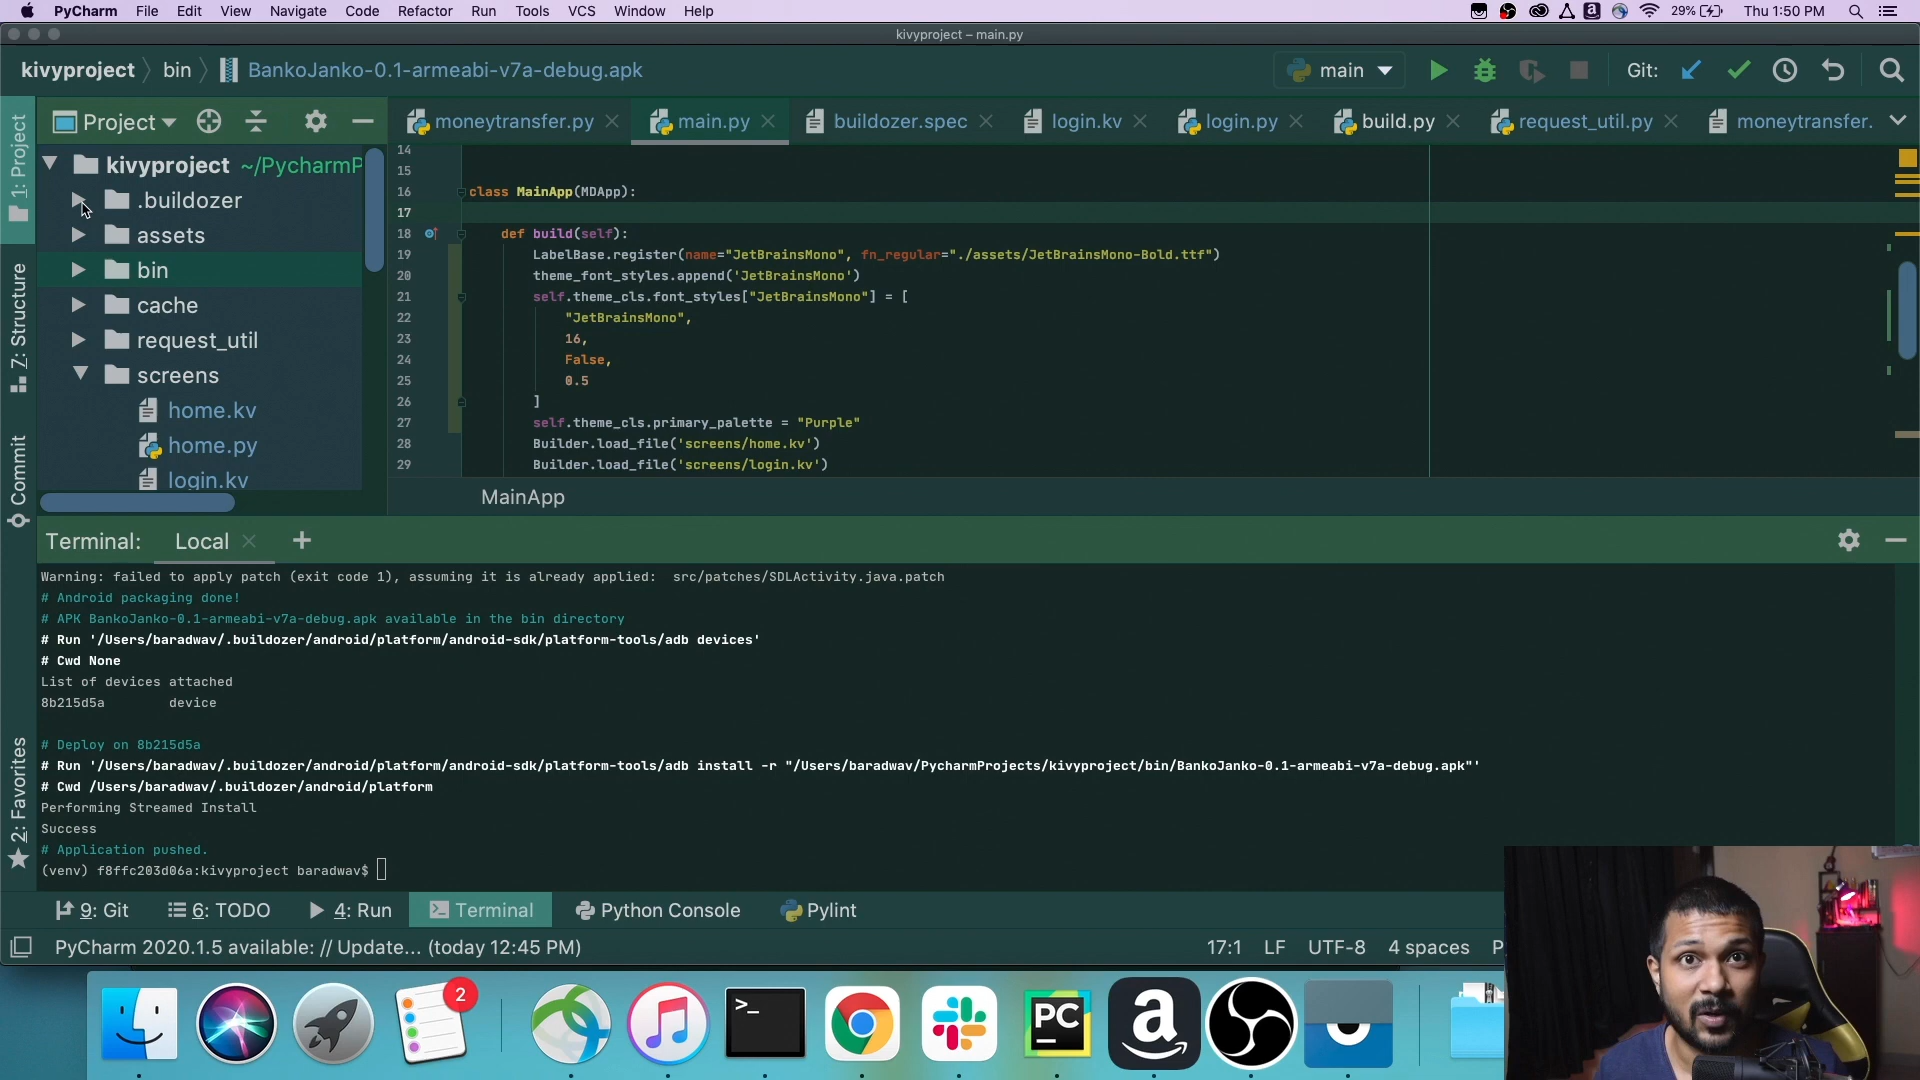 PyCharm File Edit View Navigate Code Refactor Run Tools VCS Window Help 29% Thu 1:50 PM
kivyproject – main.py
kivyproject bin BankoJanko-0.1-armeabi-v7a-debug.apk main Git:
Project moneytransfer.py main.py buildozer.spec login.kv login.py build.py request_util.py moneytransfer.
1: Project
7: Structure
Commit
2: Favorites
kivyproject ~/PycharmP
.buildozer
assets
bin
cache
request_util
screens
home.kv
home.py
login.kv
14
15
16 class MainApp(MDApp):
17
18 def build(self):
19 LabelBase.register(name="JetBrainsMono", fn_regular="./assets/JetBrainsMono-Bold.ttf")
20 theme_font_styles.append('JetBrainsMono')
21 self.theme_cls.font_styles["JetBrainsMono"] = [
22 "JetBrainsMono",
23 16,
24 False,
25 0.5
26 ]
27 self.theme_cls.primary_palette = "Purple"
28 Builder.load_file('screens/home.kv')
29 Builder.load_file('screens/login.kv')
MainApp
Terminal: Local +
Warning: failed to apply patch (exit code 1), assuming it is already applied: src/patches/SDLActivity.java.patch
# Android packaging done!
# APK BankoJanko-0.1-armeabi-v7a-debug.apk available in the bin directory
# Run '/Users/baradwav/.buildozer/android/platform/android-sdk/platform-tools/adb devices'
# Cwd None
List of devices attached
8b215d5a device
# Deploy on 8b215d5a
# Run '/Users/baradwav/.buildozer/android/platform/android-sdk/platform-tools/adb install -r "/Users/baradwav/PycharmProjects/kivyproject/bin/BankoJanko-0.1-armeabi-v7a-debug.apk"'
# Cwd /Users/baradwav/.buildozer/android/platform
Performing Streamed Install
Success
# Application pushed.
(venv) f8ffc203d06a:kivyproject baradwav$
9: Git 6: TODO 4: Run Terminal Python Console Pylint
PyCharm 2020.1.5 available: // Update... (today 12:45 PM) 17:1 LF UTF-8 4 spaces P
2
>_
PC
a